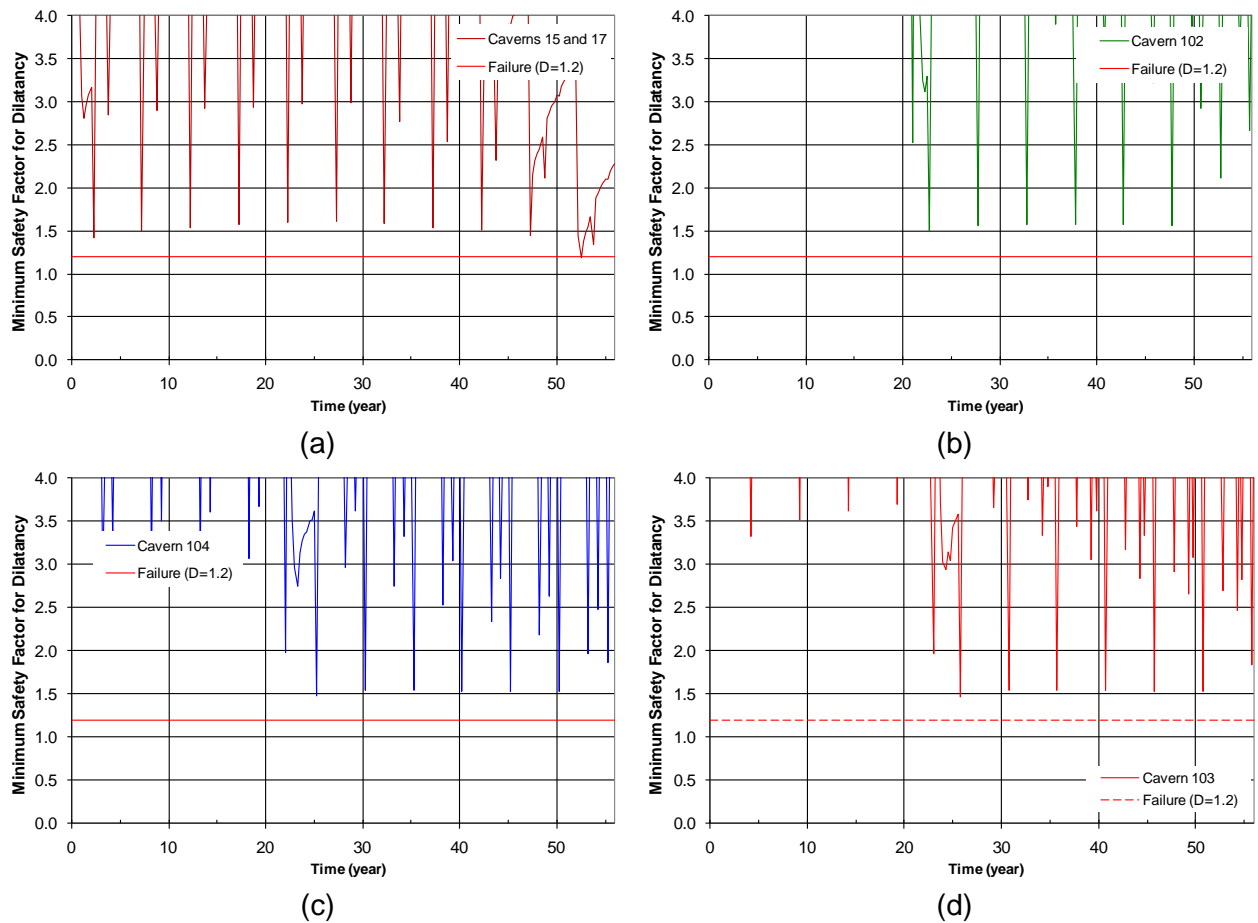 4.0
3.5
3.0
2.5
2.0
1.5
1.0
0.5
0.0
Minimum Safety Factor for Dilatancy
Caverns 15 and 17
Failure (D=1.2)
0 10 20 30 40 50
Time (year)
(a)
4.0
3.5
3.0
2.5
2.0
1.5
1.0
0.5
0.0
Minimum Safety Factor for Dilatancy
Cavern 102
Failure (D=1.2)
0 10 20 30 40 50
Time (year)
(b)
4.0
3.5
3.0
2.5
2.0
1.5
1.0
0.5
0.0
Minimum Safety Factor for Dilatancy
Cavern 104
Failure (D=1.2)
0 10 20 30 40 50
Time (year)
(c)
4.0
3.5
3.0
2.5
2.0
1.5
1.0
0.5
0.0
Minimum Safety Factor for Dilatancy
Cavern 103
Failure (D=1.2)
0 10 20 30 40 50
Time (year)
(d)